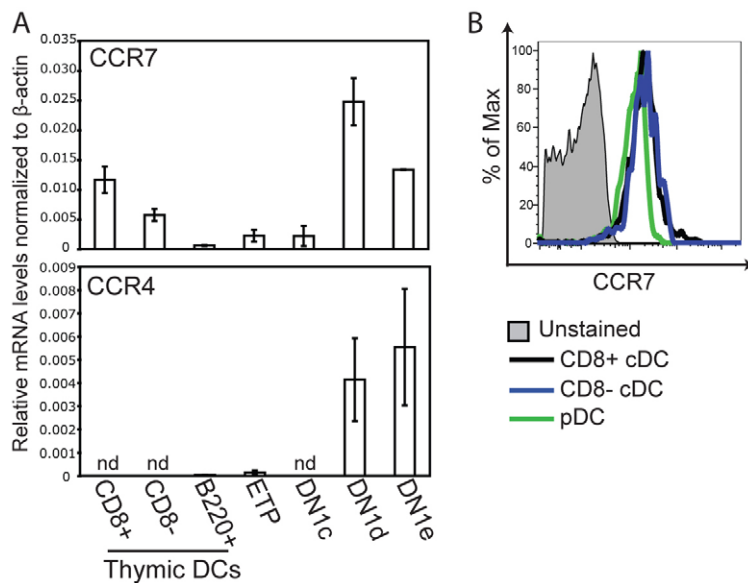 A
Relative mRNA levels normalized to β-actin
CCR7
0.035
0.030
0.025
0.020
0.015
0.010
0.005
0
CCR4
0.009
0.008
0.007
0.006
0.005
0.004
0.003
0.002
0.001
0
nd nd nd
CD8+ CD8- B220+ ETP DN1c DN1d DN1e
Thymic DCs
B
% of Max
100
80
60
40
20
0
CCR7
Unstained
CD8+ cDC
CD8- cDC
pDC